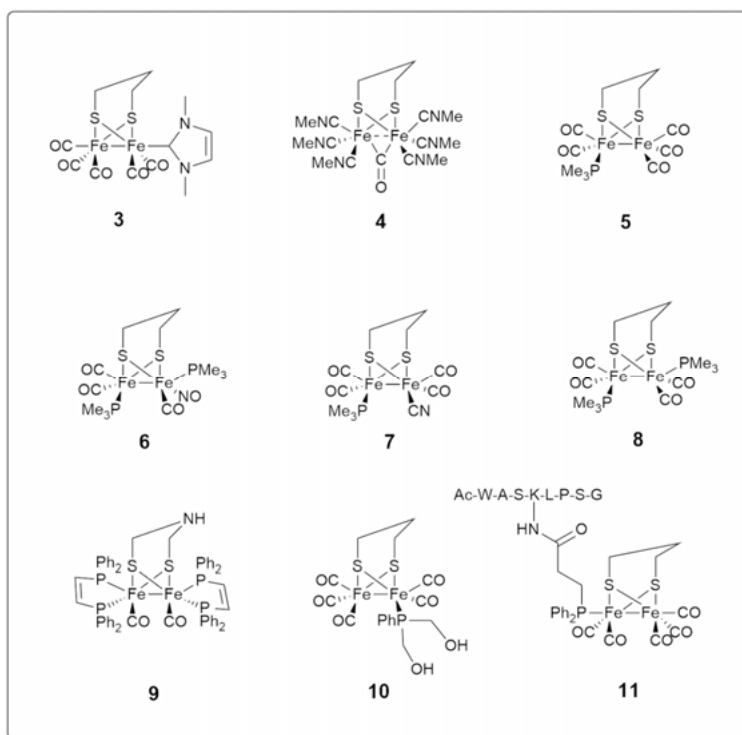 N
S S
OC Fe Fe
OC CO CO CO CO
N
3
MeNC S S CNMe
MeNC Fe Fe CNMe
MeNC C CNMe
O
4
S S
OC CO
OC Fe Fe CO
Me3P CO
5
S S
OC PMe3
OC Fe Fe NO
Me3P CO
6
S S
OC CO
OC Fe Fe CO
Me3P CN
7
S S
OC PMe3
OC Fe Fe CO
Me3P CO
8
NH
Ph2 S S Ph2
P Fe Fe P
P P
Ph2 CO CO Ph2
9
S S
OC CO
OC Fe Fe CO
OC PhP OH
OH
10
Ac-W-A-S-K-L-P-S-G
HN O
S S
Ph2P Fe Fe CO
CO CO CO CO
11